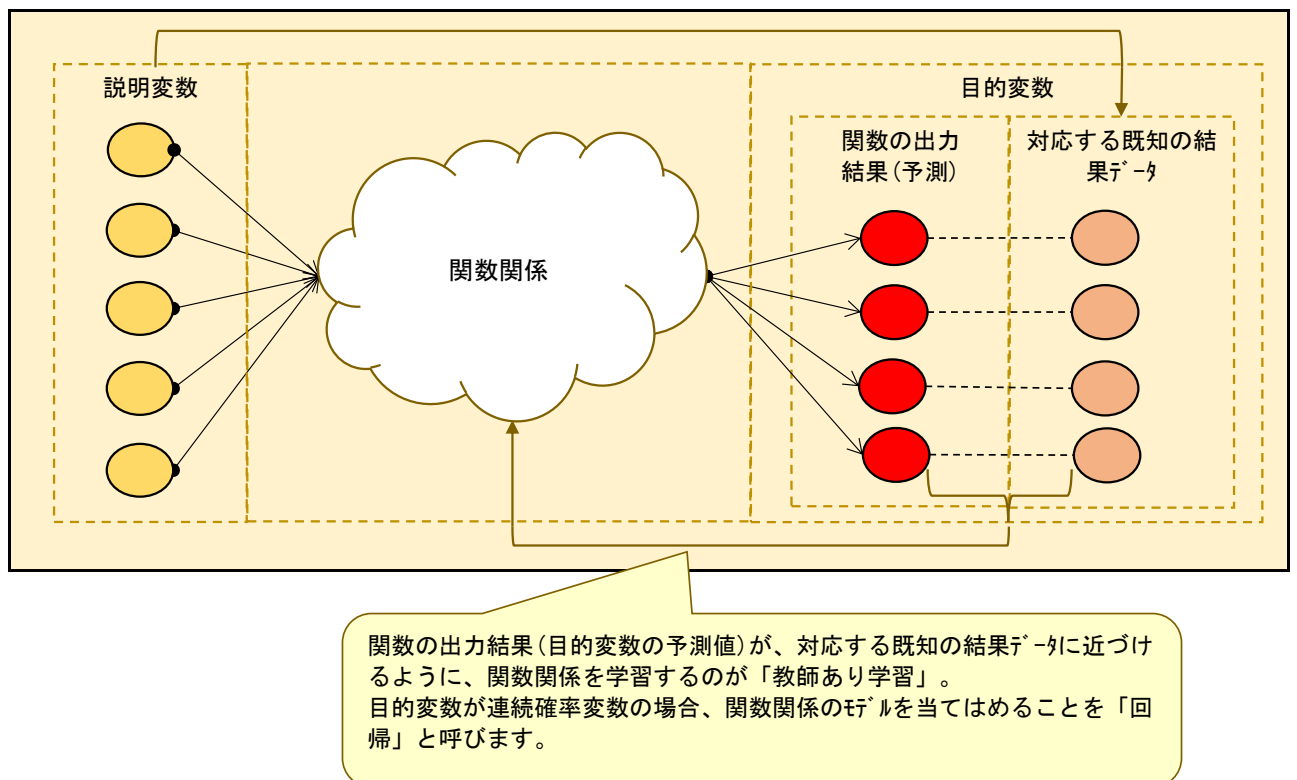 説明変数
目的変数
関数の出力
結果(予測)
対応する既知の結
果ﾃﾞｰﾀ
関数関係
関数の出力結果(目的変数の予測値)が、対応する既知の結果ﾃﾞｰﾀに近づけ
るように、関数関係を学習するのが「教師あり学習」。
目的変数が連続確率変数の場合、関数関係のﾓﾃﾞﾙを当てはめることを「回
帰」と呼びます。